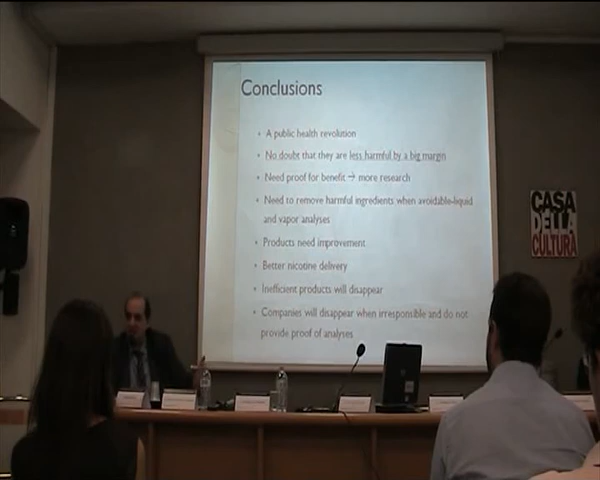 Conclusions
• A public health revolution
• No doubt that they are less harmful by a big margin
• Need proof for benefit → more research
• Need to remove harmful ingredients when avoidable-liquid
and vapor analyses
• Products need improvement
• Better nicotine delivery
• Inefficient products will disappear
• Companies will disappear when irresponsible and do not
provide proof of analyses
CASA
DELLA
CULTURA